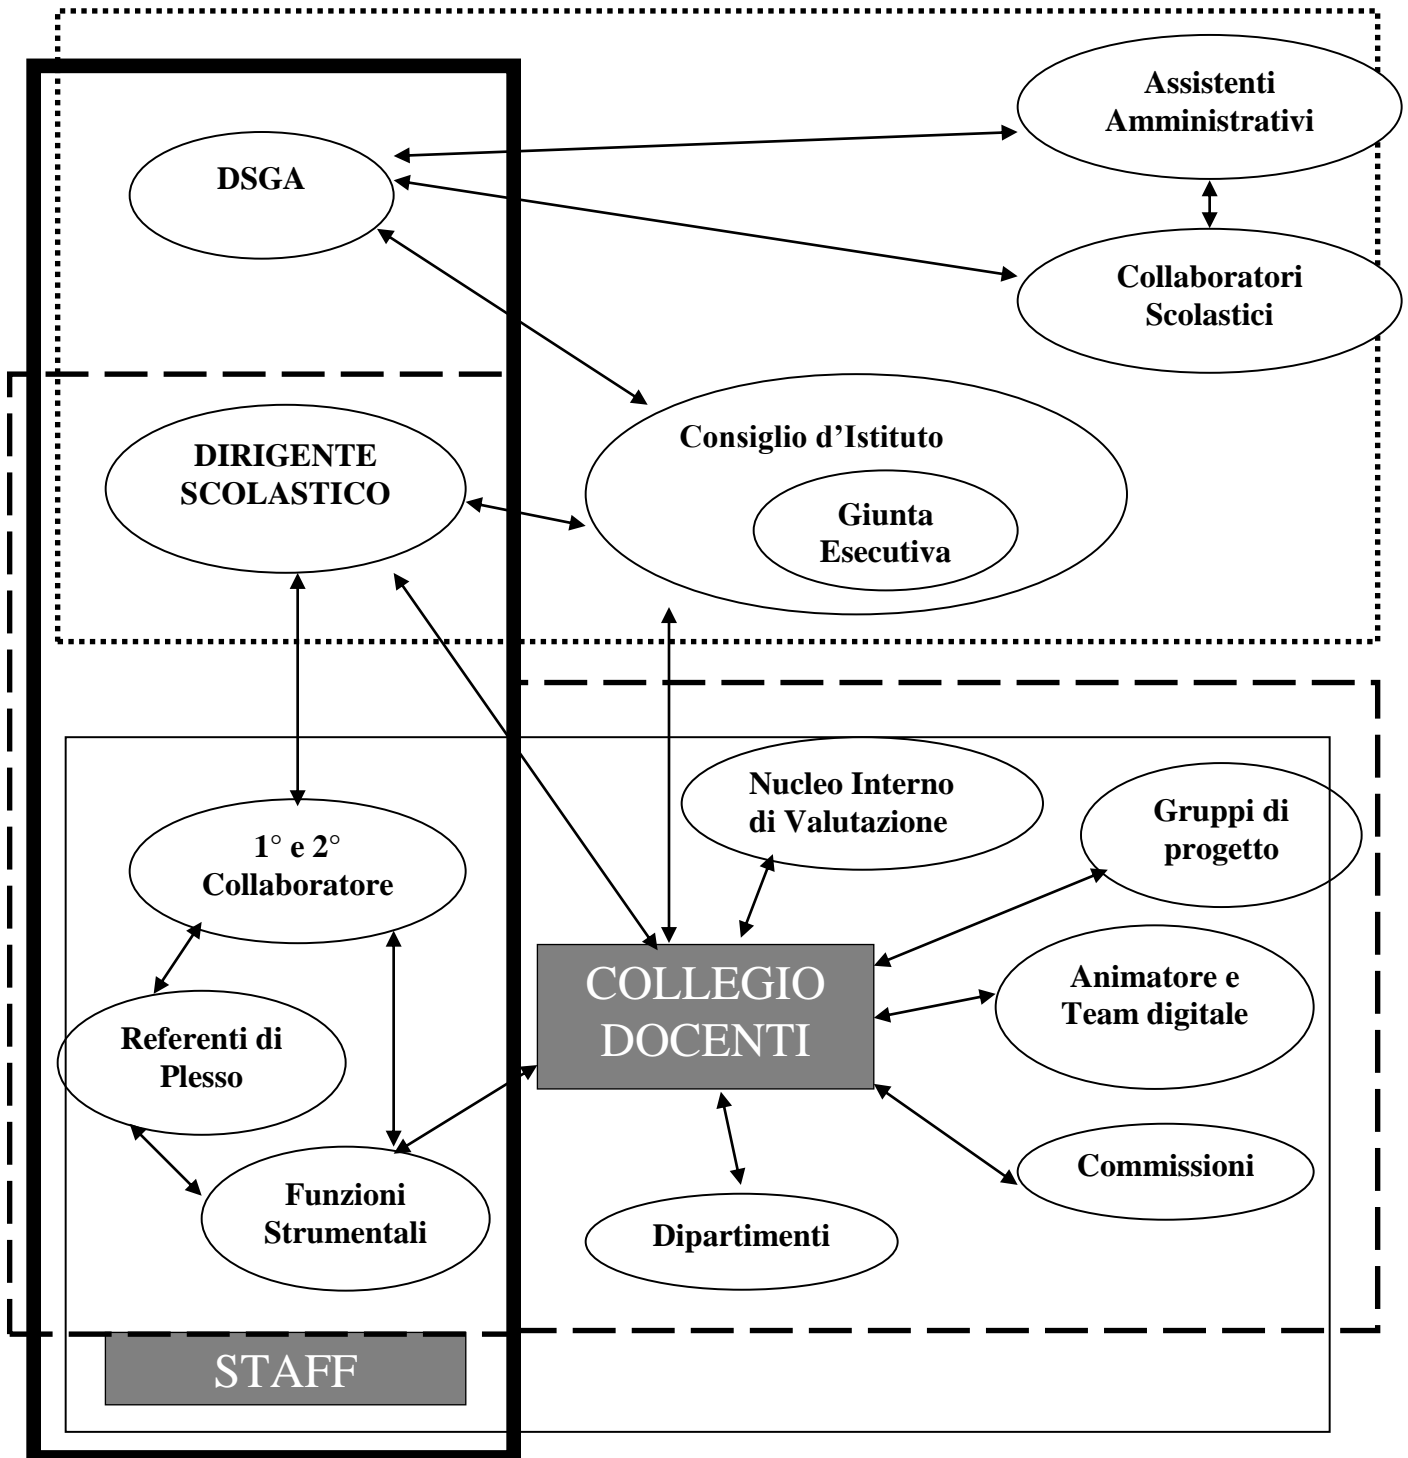 Assistenti
Amministrativi
DSGA
Collaboratori
Scolastici
Consiglio d’Istituto
DIRIGENTE
SCOLASTICO
Giunta
Esecutiva
Nucleo Interno
di Valutazione
Gruppi di
progetto
1° e 2°
Collaboratore
COLLEGIO
DOCENTI
Animatore e
Team digitale
Referenti di
Plesso
Commissioni
Funzioni
Strumentali
Dipartimenti
STAFF